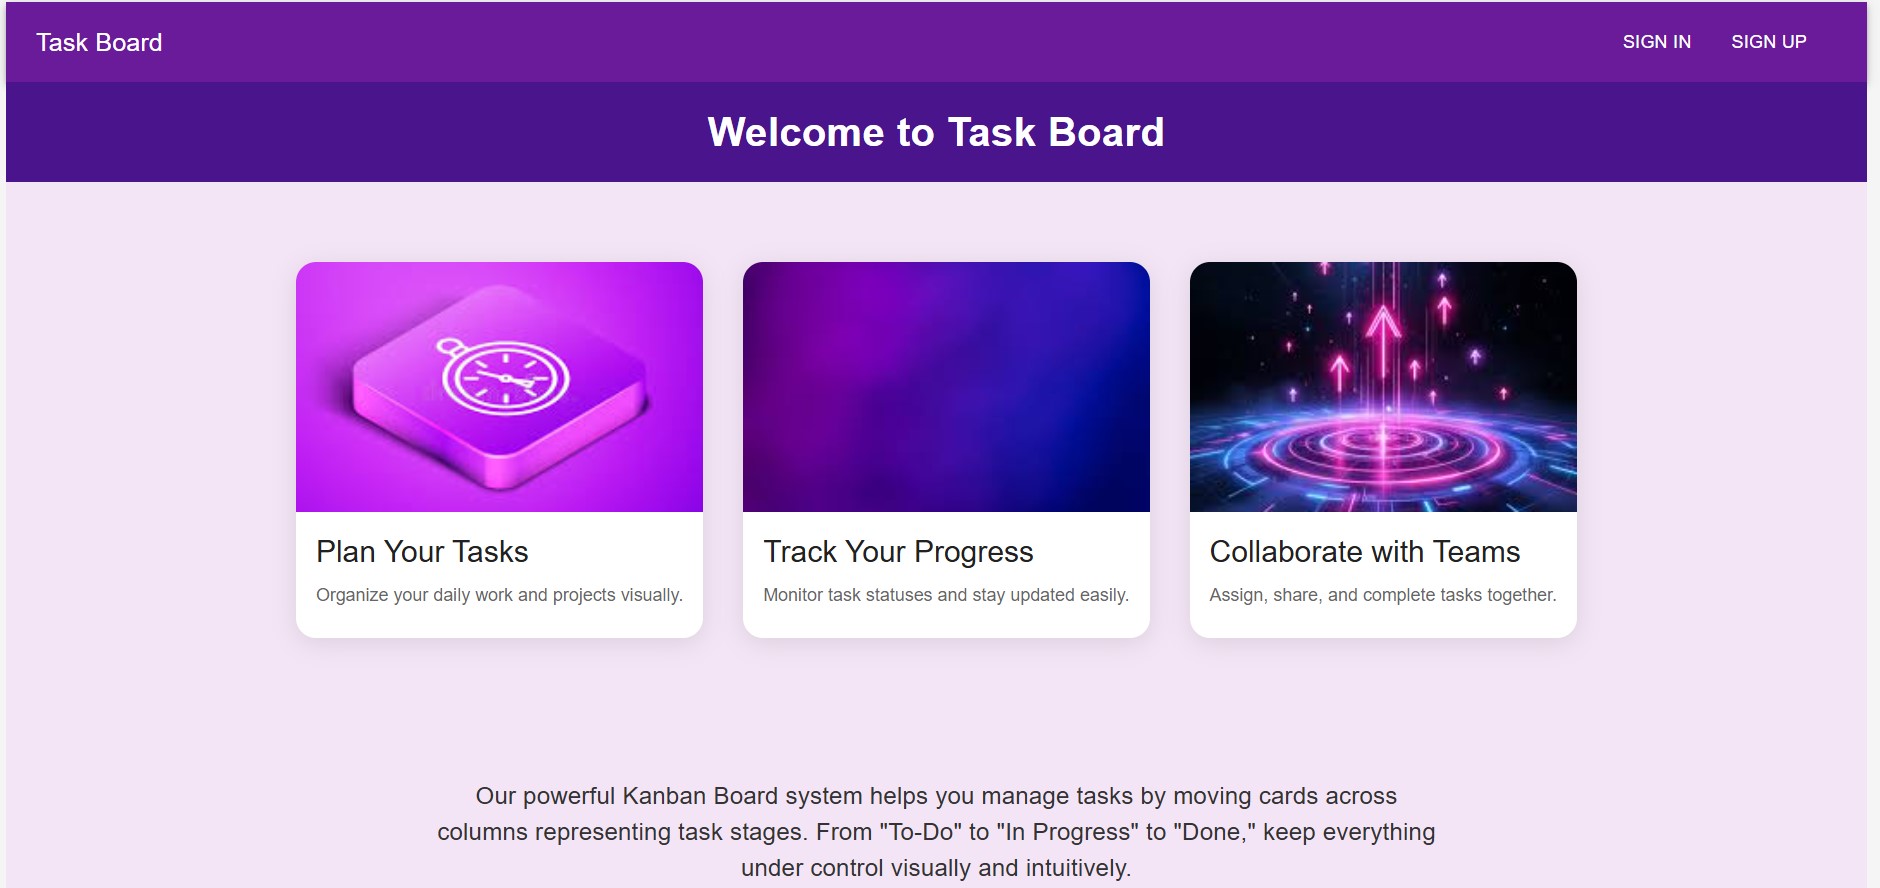 Task Board
SIGN IN
SIGN UP
Welcome to Task Board
Plan Your Tasks
Organize your daily work and projects visually.
Track Your Progress
Monitor task statuses and stay updated easily.
Collaborate with Teams
Assign, share, and complete tasks together.
Our powerful Kanban Board system helps you manage tasks by moving cards across
columns representing task stages. From "To-Do" to "In Progress" to "Done," keep everything
under control visually and intuitively.